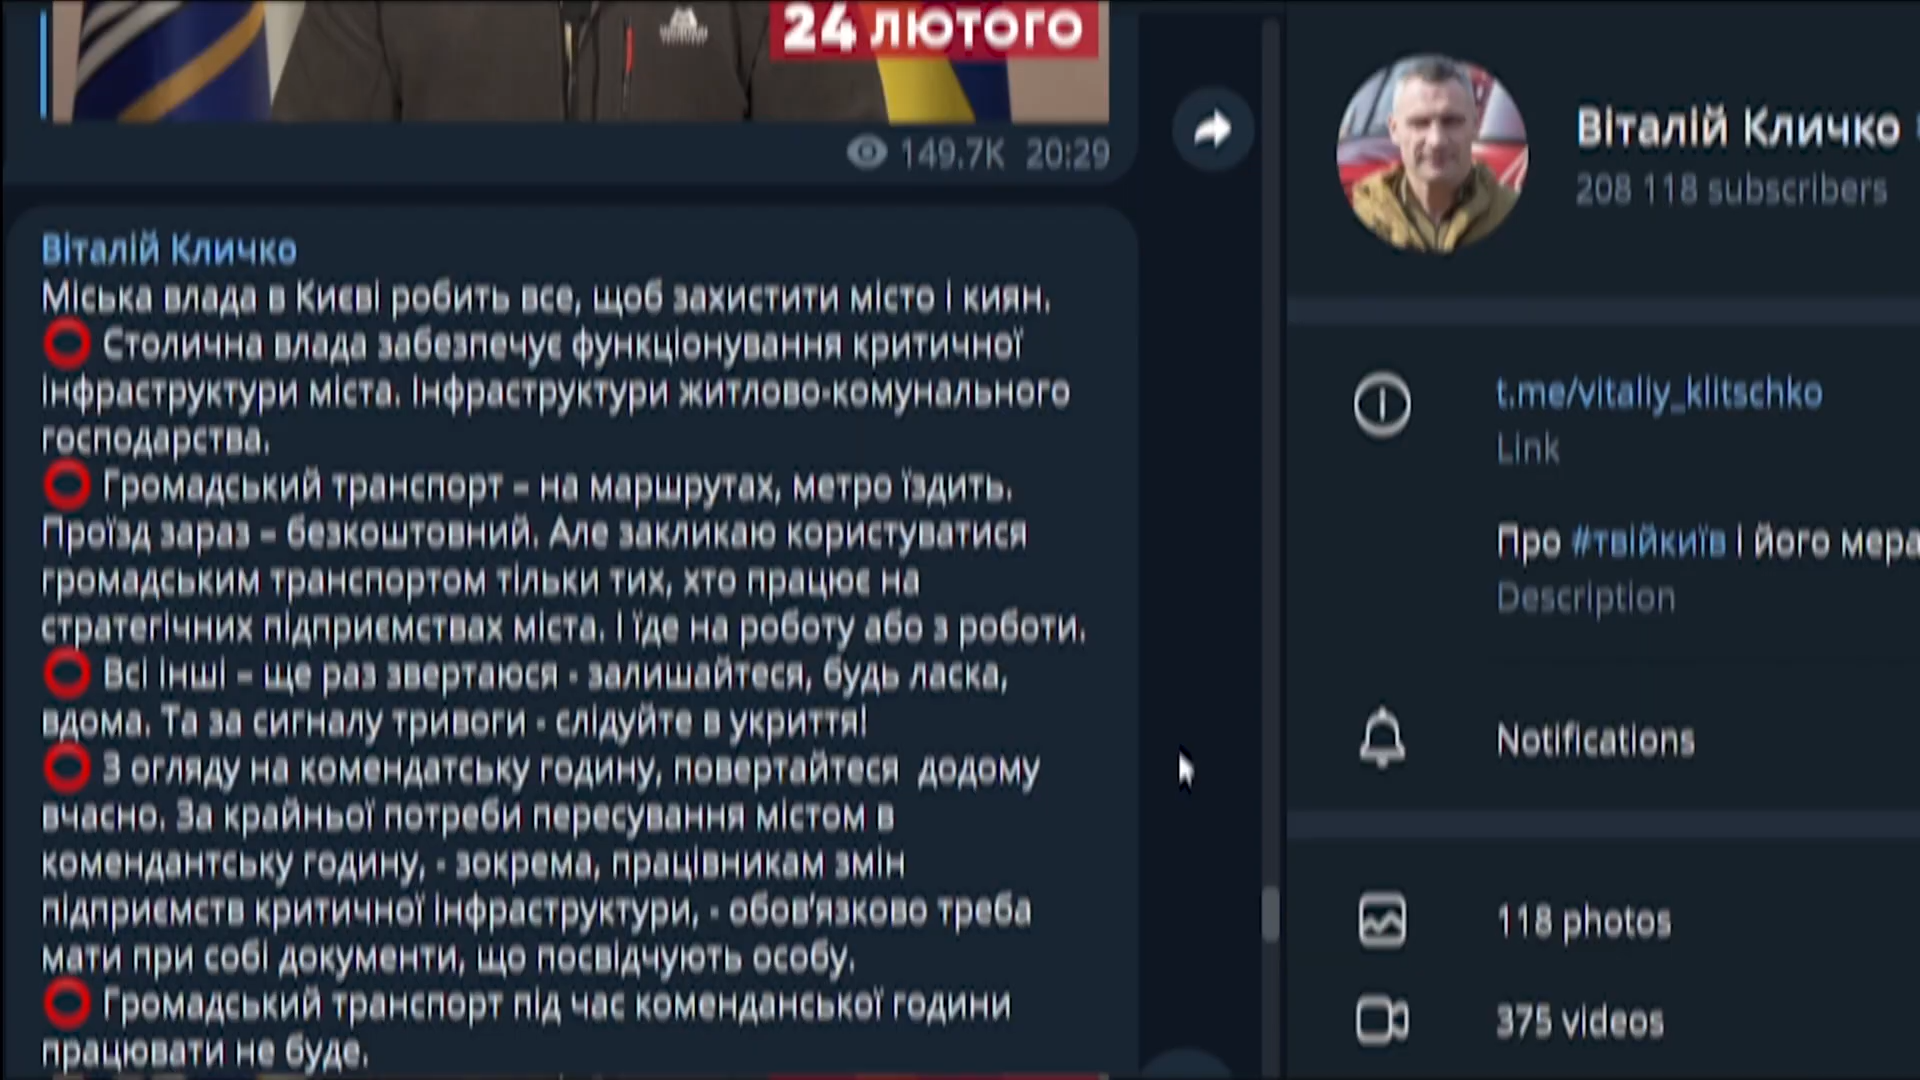 24 ЛЮТОГО
149.7K 20:29
Віталій Кличко
Міська влада в Києві робить все, щоб захистити місто і киян.
Столична влада забезпечує функціонування критичної
інфраструктури міста. Інфраструктури житлово-комунального
господарства.
Громадський транспорт – на маршрутах, метро їздить.
Проїзд зараз – безкоштовний. Але закликаю користуватися
громадським транспортом тільки тих, хто працює на
стратегічних підприємствах міста. І їде на роботу або з роботи.
Всі інші – ще раз звертаюся - залишайтеся, будь ласка,
вдома. Та за сигналу тривоги - слідуйте в укриття!
З огляду на комендатську годину, повертайтеся  додому
вчасно. За крайньої потреби пересування містом в
комендантську годину, - зокрема, працівникам змін
підприємств критичної інфраструктури, - обов'язково треба
мати при собі документи, що посвідчують особу.
Громадський транспорт під час коменданської години
працювати не буде.
Віталій Кличко
208 118 subscribers
t.me/vitaliy_klitschko
Link
Про #твійкиїв і його мера
Description
Notifications
118 photos
375 videos